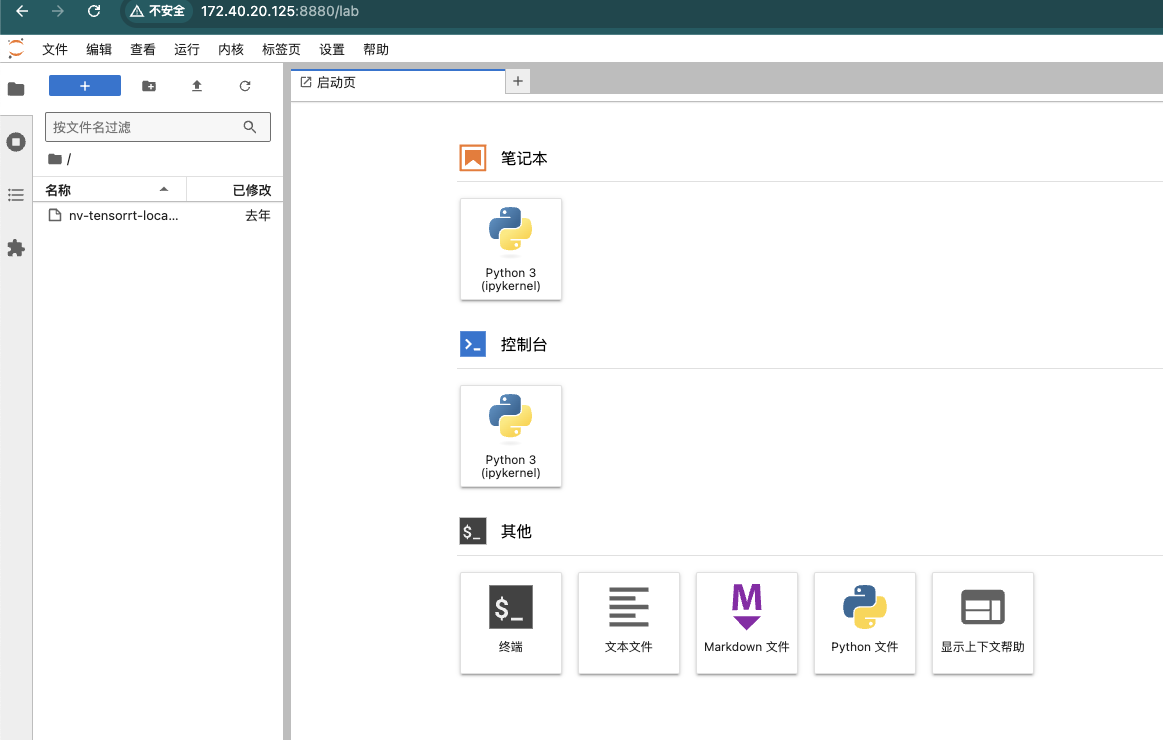 不安全 172.40.20.125:8880/lab
文件 编辑 查看 运行 内核 标签页 设置 帮助
+
启动页
+
按文件名过滤
/
名称 已修改
nv-tensorrt-loca... 去年
笔记本
Python 3
(ipykernel)
>_ 控制台
Python 3
(ipykernel)
$_ 其他
$_
终端
文本文件
M
Markdown 文件
Python 文件
显示上下文帮助